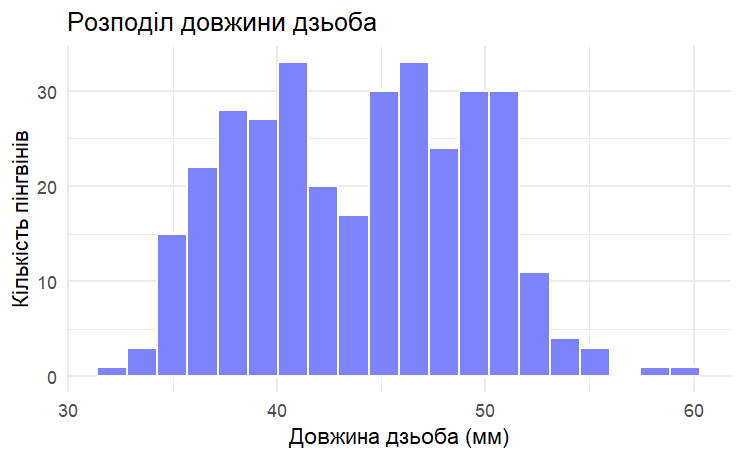 Розподіл довжини дзьоба
Кількість пінгвінів
30
20
10
0
30 40 50 60
Довжина дзьоба (мм)